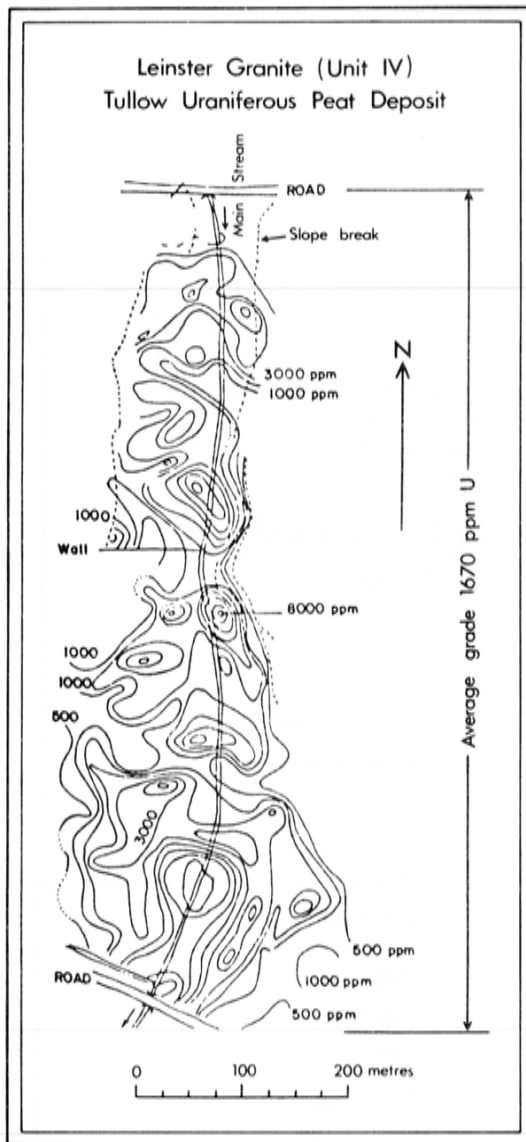 Leinster Granite (Unit IV)
Tullow Uraniferous Peat Deposit
Main Stream
ROAD
Slope break
3000 ppm
1000 ppm
N
1000
Wall
8000 ppm
1000
1000
500
3000
500 ppm
1000 ppm
500 ppm
ROAD
Average grade 1670 ppm U
0 100 200 metres